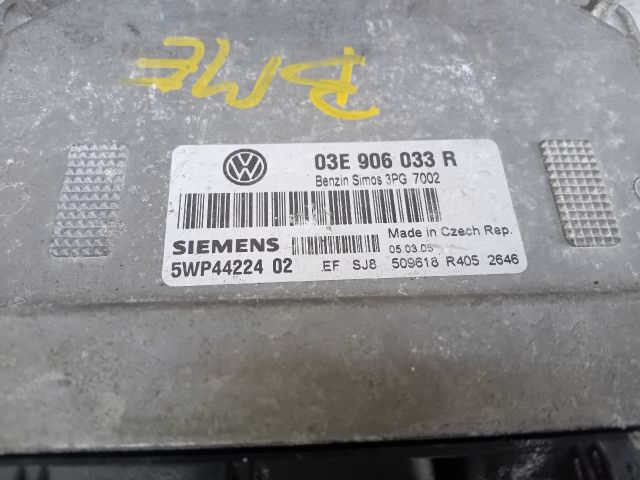 BME
VW
03E 906 033 R
Benzin Simos 3PG 7002
Made in Czech Rep.
SIEMENS
05.03.05
5WP44224 02 EF SJ8 509618 R405 2646